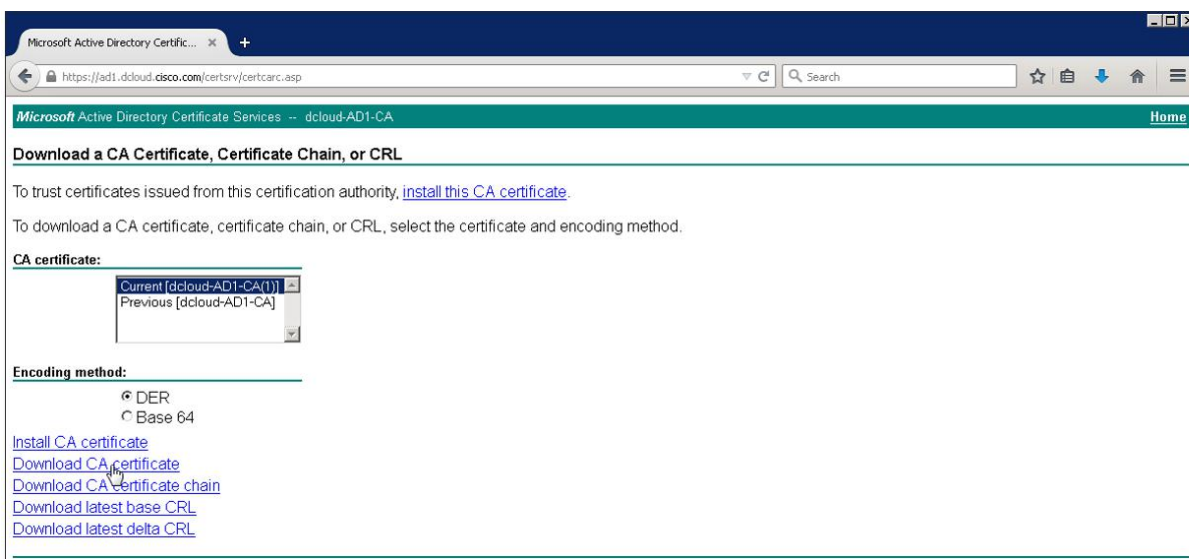 Microsoft Active Directory Certific...
https://ad1.dcloud.cisco.com/certsrv/certcarc.asp
Search
Microsoft Active Directory Certificate Services -- dcloud-AD1-CA
Home
Download a CA Certificate, Certificate Chain, or CRL
To trust certificates issued from this certification authority, install this CA certificate.
To download a CA certificate, certificate chain, or CRL, select the certificate and encoding method.
CA certificate:
Current [dcloud-AD1-CA(1)]
Previous [dcloud-AD1-CA]
Encoding method:
DER
Base 64
Install CA certificate
Download CA certificate
Download CA certificate chain
Download latest base CRL
Download latest delta CRL